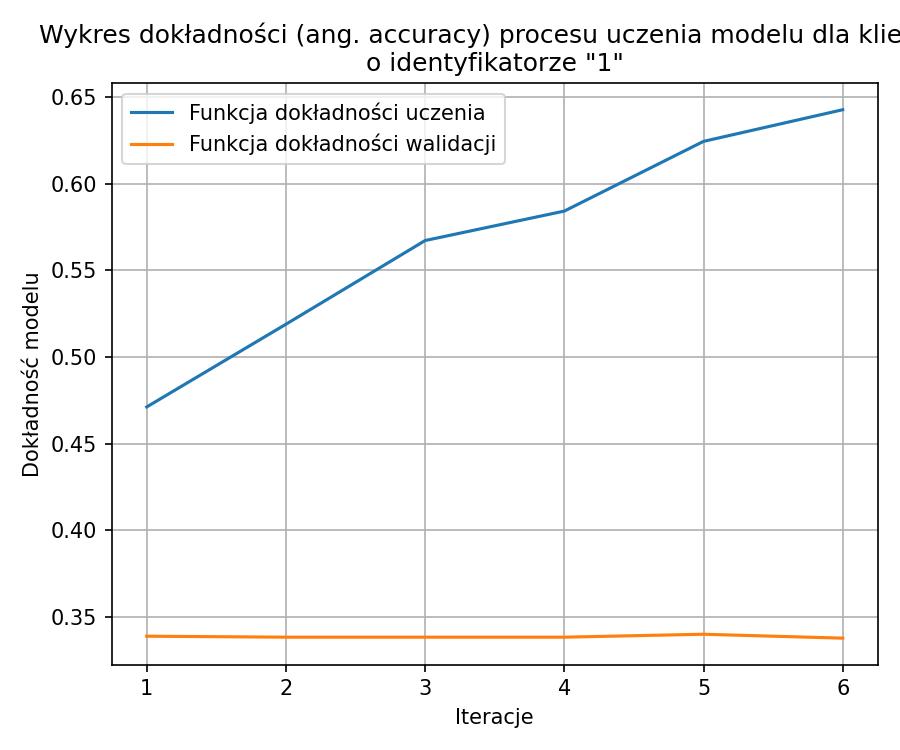 Wykres dokładności (ang. accuracy) procesu uczenia modelu dla klie
o identyfikatorze "1"
Funkcja dokładności uczenia
Funkcja dokładności walidacji
0.65
0.60
0.55
0.50
0.45
0.40
0.35
Dokładność modelu
1 2 3 4 5 6
Iteracje